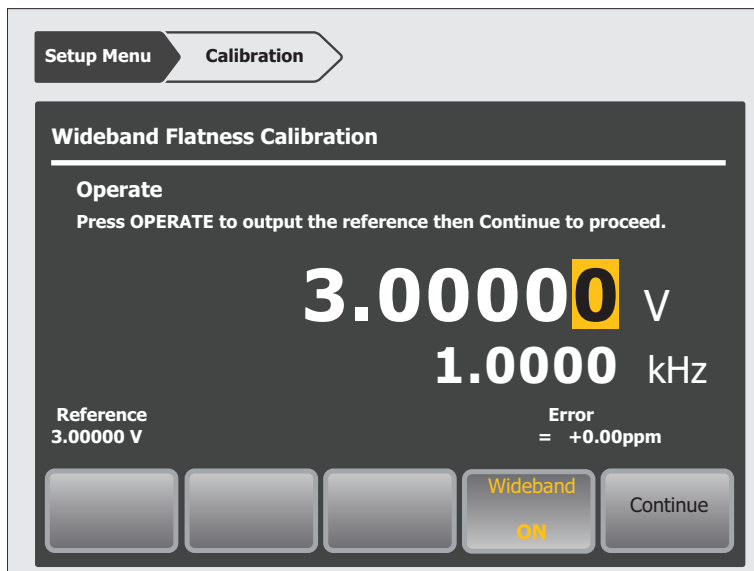 Setup Menu Calibration
Wideband Flatness Calibration
Operate
Press OPERATE to output the reference then Continue to proceed.
3.00000 V
1.0000 kHz
Reference Error
3.00000 V = +0.00ppm
Wideband
ON
Continue